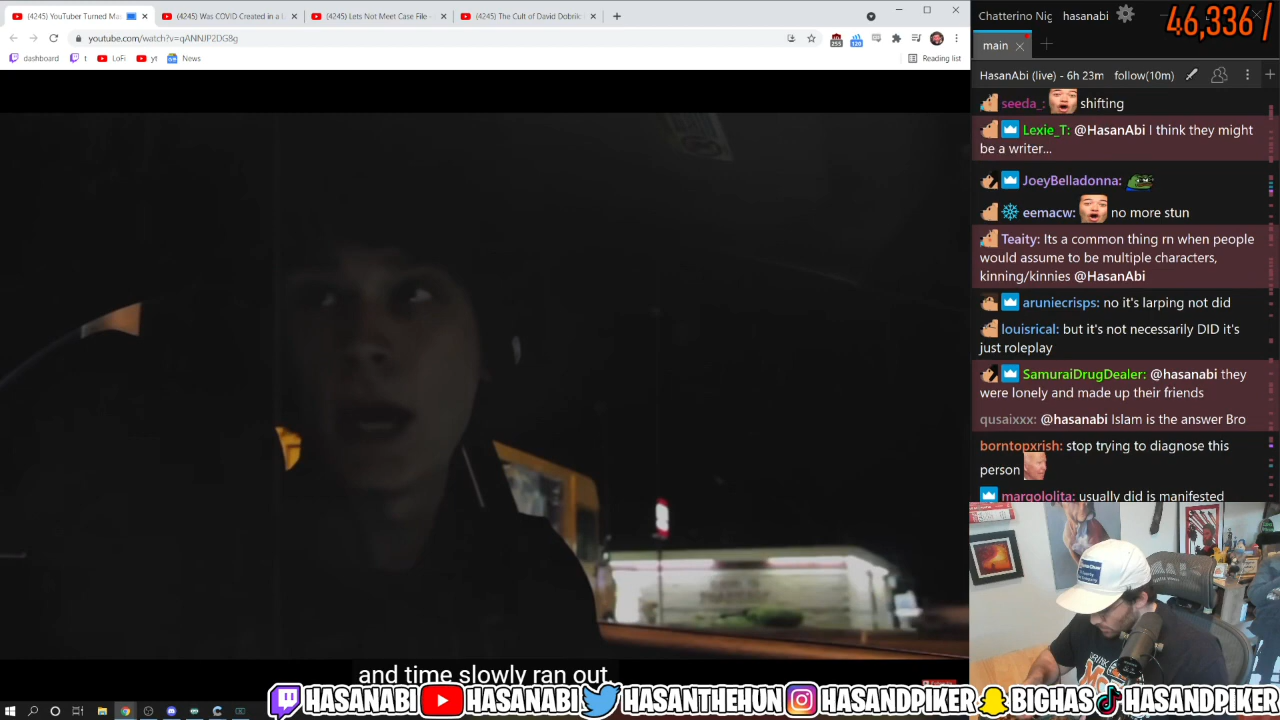 (4245) YouTuber Turned Ma
(4245) Was COVID Created in a L
(4245) Lets Not Meet Case File -
(4245) The Cult of David Dobrik
youtube.com/watch?v=qANNJP2DG8g
dashboard
t
LoFi
yt
News
Reading list
and time slowly ran out.
Chatterino Nig
hasanabi
46,336 /
main
HasanAbi (live) - 6h 23m
follow(10m)
seeda_: shifting
Lexie_T: @HasanAbi I think they might
be a writer...
JoeyBelladonna:
eemacw: no more stun
Teaity: Its a common thing rn when people
would assume to be multiple characters,
kinning/kinnies @HasanAbi
aruniecrisps: no it's larping not did
louisrical: but it's not necessarily DID it's
just roleplay
SamuraiDrugDealer: @hasanabi they
were lonely and made up their friends
qusaixxx: @hasanabi Islam is the answer Bro
borntopxrish: stop trying to diagnose this
person
margololita: usually did is manifested
HASANABI
HASANABI
HASANTHEHUN
HASANDPIKER
BIGHAS
HASANDPIKER